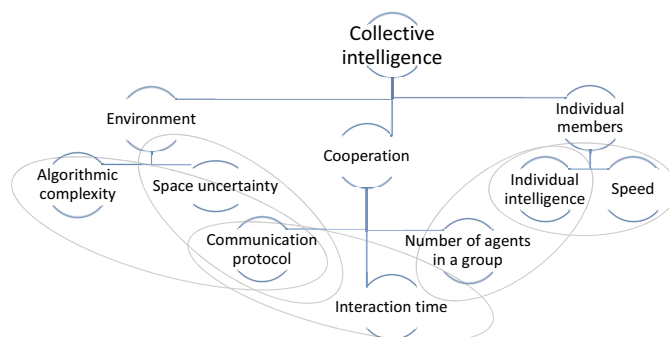 Collective
intelligence
Environment
Individual
members
Cooperation
Algorithmic
complexity
Space uncertainty
Individual
intelligence
Speed
Communication
protocol
Number of agents
in a group
Interaction time